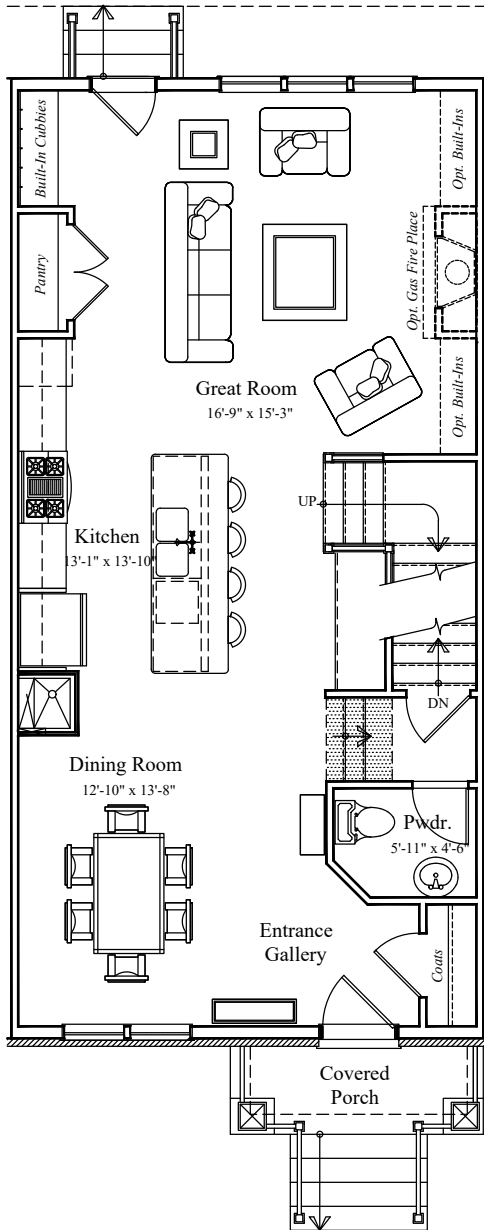 Built-In Cubbies
Opt. Built-Ins
Pantry
Opt. Gas Fire Place
Opt. Built-Ins
Great Room
16'-9" x 15'-3"
UP
Kitchen
13'-1" x 13'-10"
DN
Dining Room
12'-10" x 13'-8"
Pwdr.
5'-11" x 4'-6"
Entrance
Gallery
Coats
Covered
Porch